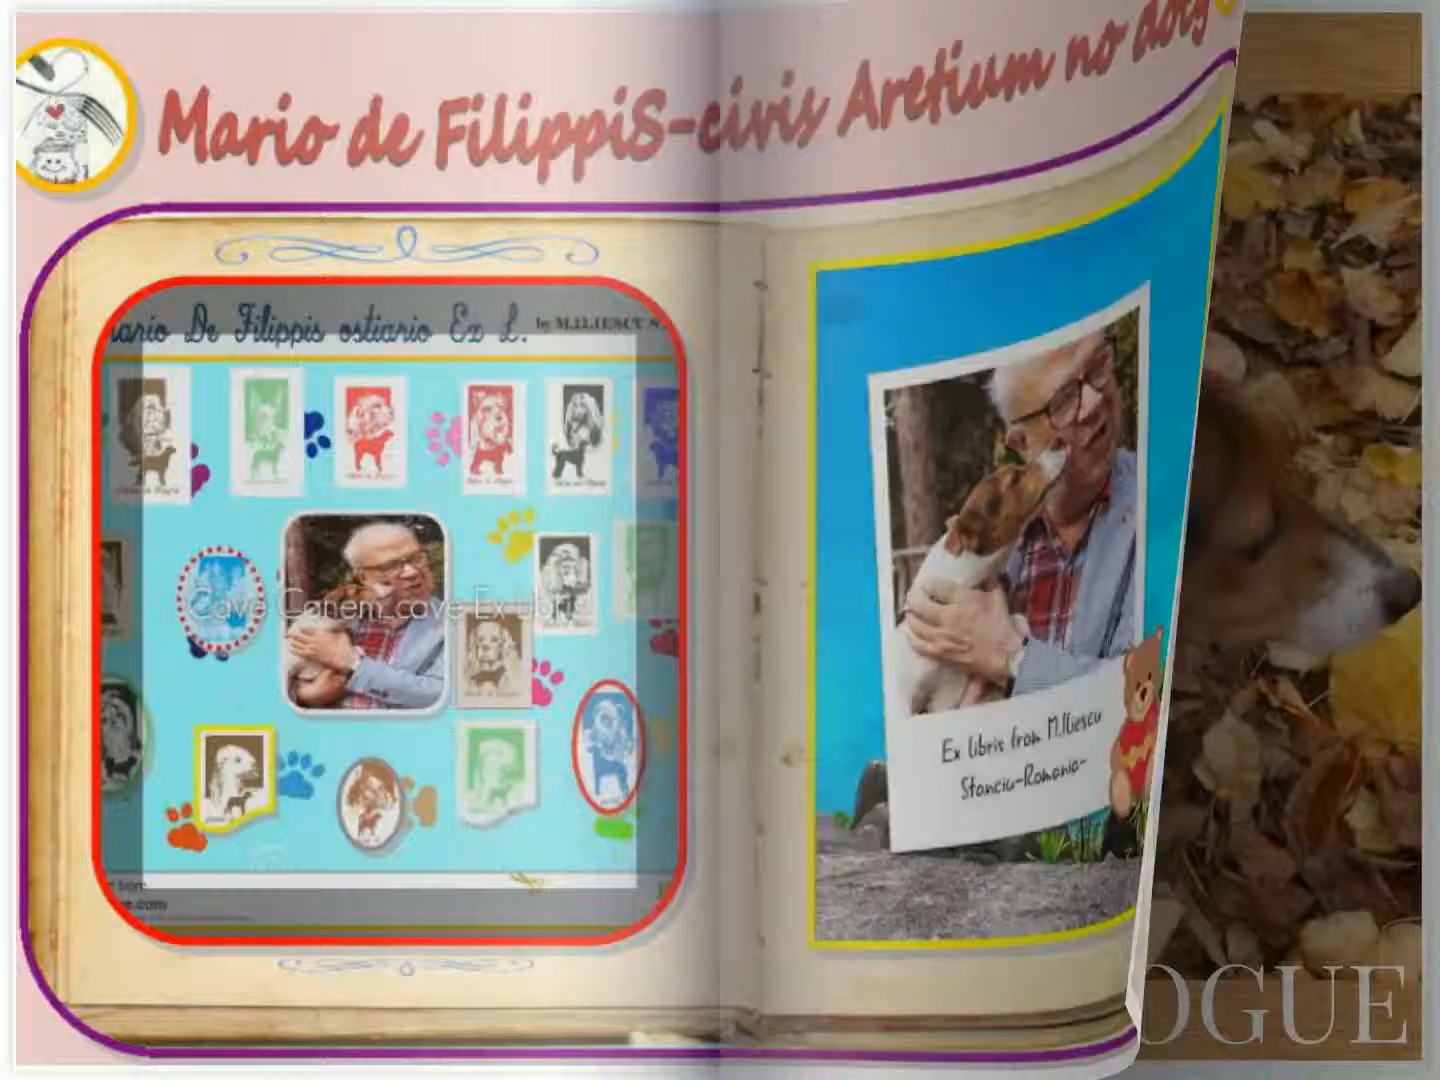 Mario de FilippiS-civis Aretium no dogs
ario De Filippis ostiario Ex L.
by M.ILIESCU S.
Cave Canem cave Ex libris
Ex libris from M.Iliescu
Stanciu-Romania-
OGUE